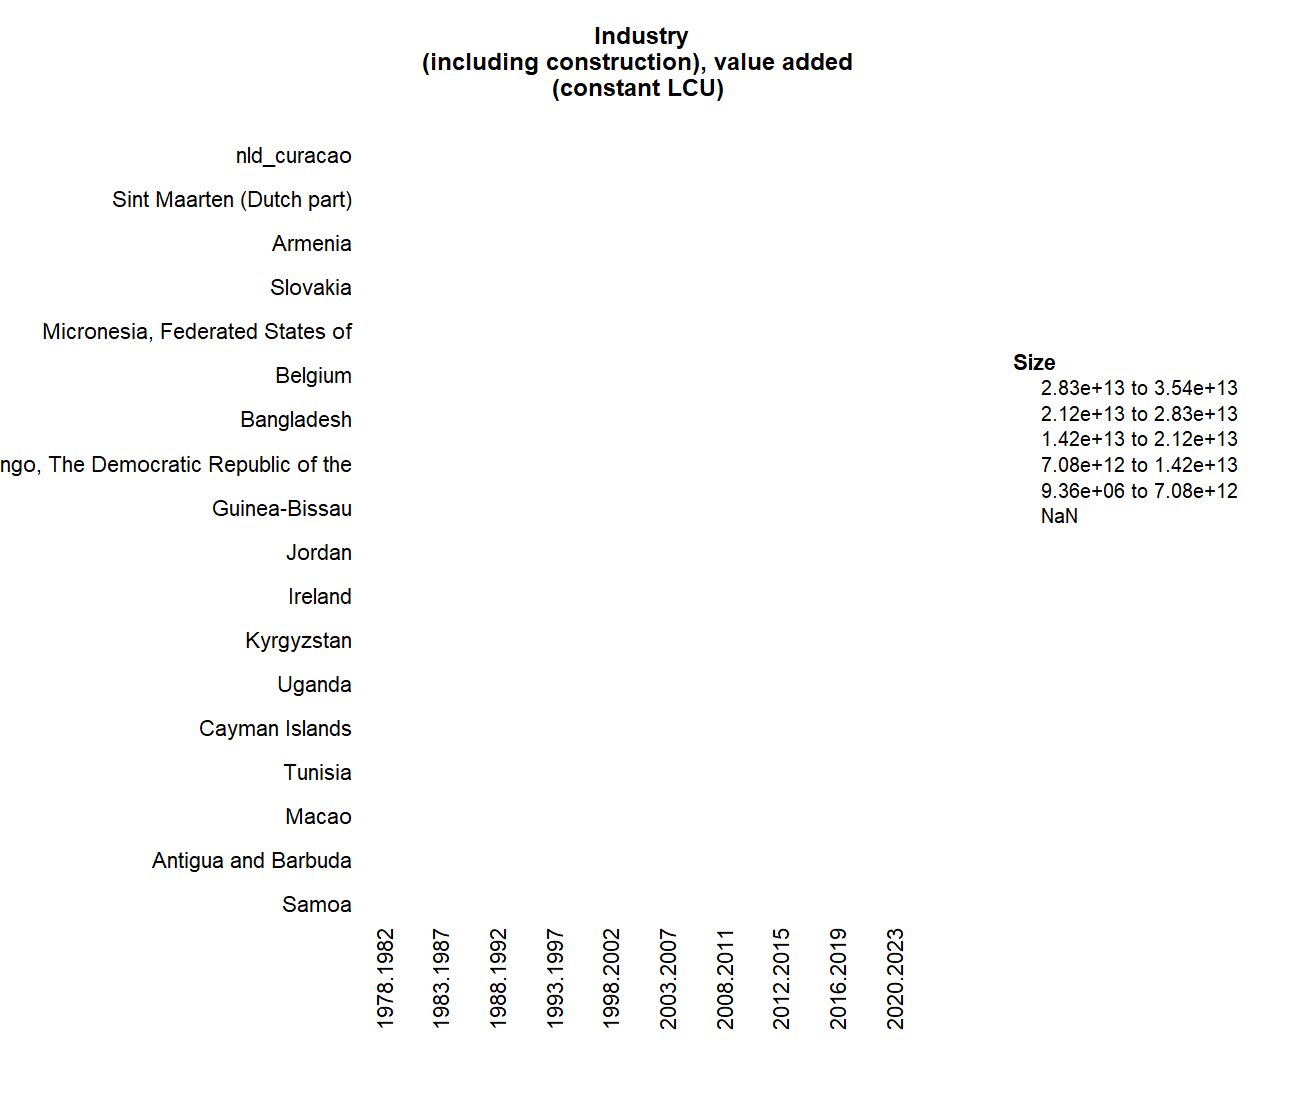 Industry
(including construction), value added
(constant LCU)
nld_curacao
Sint Maarten (Dutch part)
Armenia
Slovakia
Micronesia, Federated States of
Belgium
Bangladesh
ngo, The Democratic Republic of the
Guinea-Bissau
Jordan
Ireland
Kyrgyzstan
Uganda
Cayman Islands
Tunisia
Macao
Antigua and Barbuda
Samoa
1978.1982
1983.1987
1988.1992
1993.1997
1998.2002
2003.2007
2008.2011
2012.2015
2016.2019
2020.2023
Size
2.83e+13 to 3.54e+13
2.12e+13 to 2.83e+13
1.42e+13 to 2.12e+13
7.08e+12 to 1.42e+13
9.36e+06 to 7.08e+12
NaN